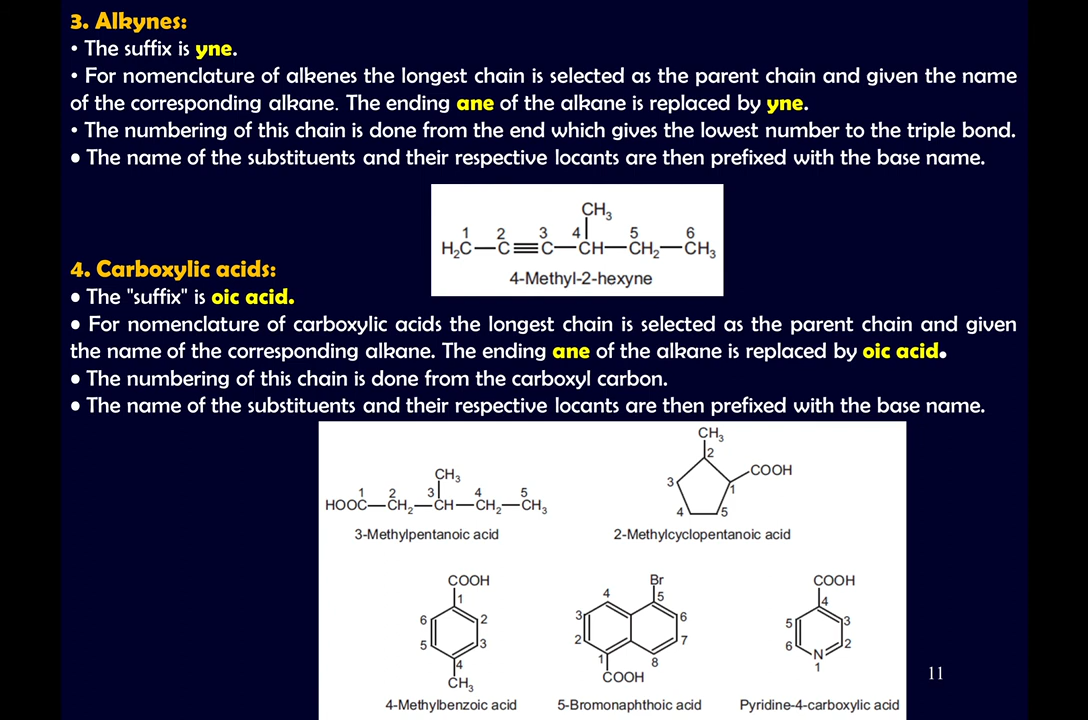 3. Alkynes:
• The suffix is yne.
• For nomenclature of alkenes the longest chain is selected as the parent chain and given the name
of the corresponding alkane. The ending ane of the alkane is replaced by yne.
• The numbering of this chain is done from the end which gives the lowest number to the triple bond.
• The name of the substituents and their respective locants are then prefixed with the base name.
CH₃
1 2 3 4 5 6
H₂C—C≡C—CH—CH₂—CH₃
4-Methyl-2-hexyne
4. Carboxylic acids:
• The "suffix" is oic acid.
• For nomenclature of carboxylic acids the longest chain is selected as the parent chain and given
the name of the corresponding alkane. The ending ane of the alkane is replaced by oic acid.
• The numbering of this chain is done from the carboxyl carbon.
• The name of the substituents and their respective locants are then prefixed with the base name.
CH₃
1 2 3 4 5
HOOC—CH₂—CH—CH₂—CH₃
3-Methylpentanoic acid
CH₃
2
COOH
3 1
4 5
2-Methylcyclopentanoic acid
COOH
1
6 2
5 3
4
CH₃
4-Methylbenzoic acid
Br
4 5
3 6
2 7
1 8
COOH
5-Bromonaphthoic acid
COOH
4
5 3
6 2
N
1
Pyridine-4-carboxylic acid
11